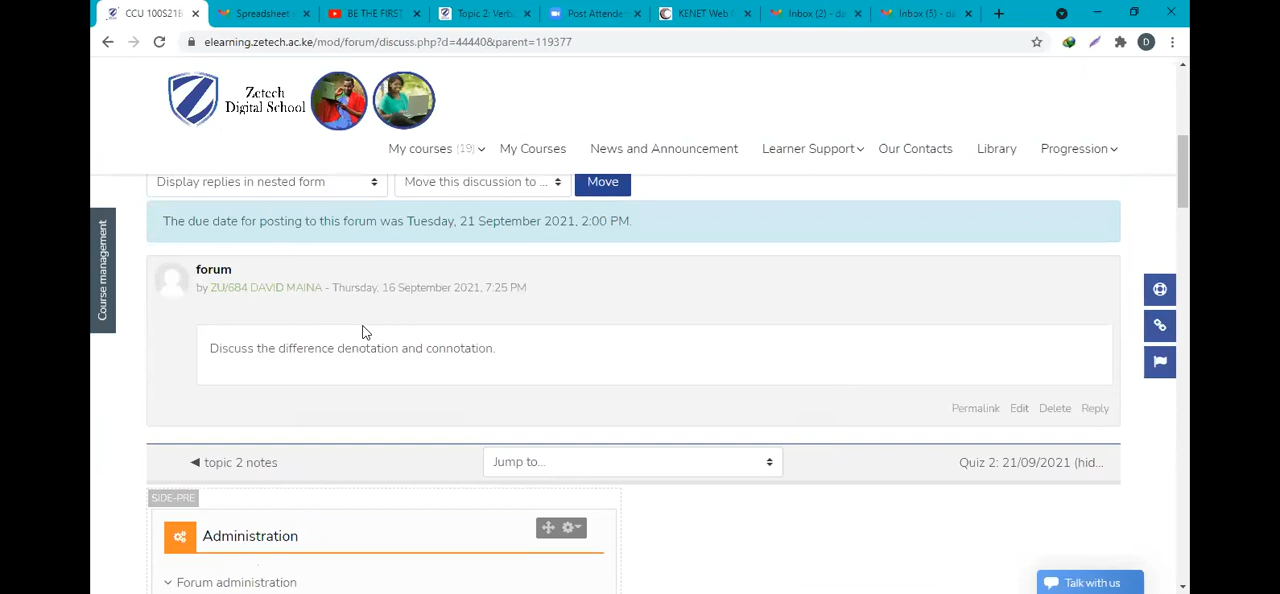 CCU 100S21B
Spreadsheet
BE THE FIRST
Topic 2: Verb
Post Attende
KENET Web
Inbox (2) - da
Inbox (5) - da
elearning.zetech.ac.ke/mod/forum/discuss.php?d=44440&parent=119377
D
Zetech
Digital School
My courses (19)
My Courses
News and Announcement
Learner Support
Our Contacts
Library
Progression
Display replies in nested form
Move this discussion to ...
Move
The due date for posting to this forum was Tuesday, 21 September 2021, 2:00 PM.
Course management
forum
by ZU/684 DAVID MAINA - Thursday, 16 September 2021, 7:25 PM
Discuss the difference denotation and connotation.
Permalink Edit Delete Reply
◀ topic 2 notes
Jump to...
Quiz 2: 21/09/2021 (hid...
SIDE-PRE
Administration
Forum administration
Talk with us